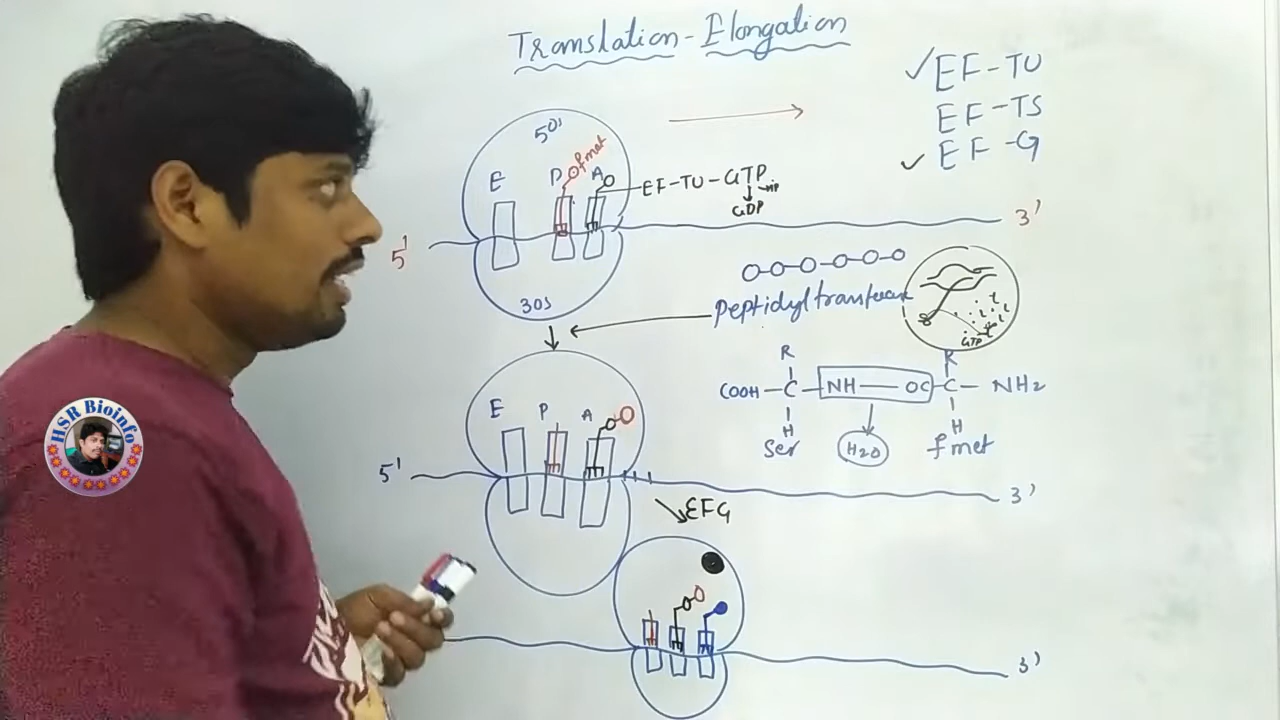 Translation - Elongation
✓ EF-TU
EF-TS
✓ EF-G
50s
E P A
fmet
EF-TU-GTP
GDP
5' 3'
30s
Peptidyl transferase
GTP
R R
COOH-C-NH-OC-C-NH2
H H
ser H2O fmet
E P A
5' 3'
EFG
3'
HSR Bioinfo